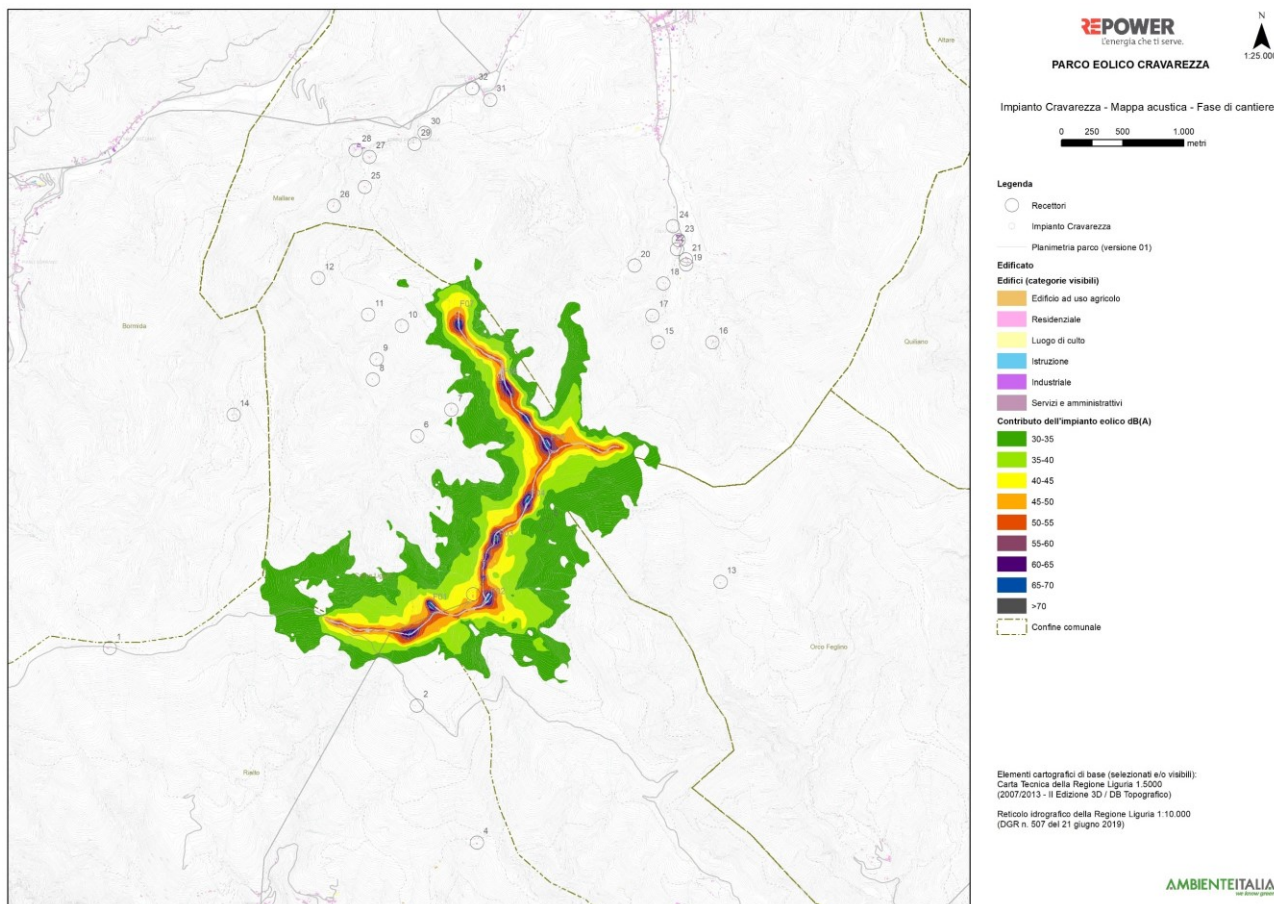 32
31
30
29
28
27
25
26
Mallare
Altare
24
23
22
21
20
19
18
17
15
16
12
11
10
9
8
7
6
14
Bormida
Quiliano
13
1
2
Orco Feglino
Rialto
4
REPOWER
L'energia che ti serve.
N
PARCO EOLICO CRAVAREZZA
Impianto Cravarezza - Mappa acustica - Fase di cantiere
0 250 500 1.000
metri
Legenda
Recettori
Impianto Cravarezza
Planimetria parco (versione 01)
Edificato
Edifici (categorie visibili)
Edificio ad uso agricolo
Residenziale
Luogo di culto
Istruzione
Industriale
Servizi e amministrattivi
Contributo dell'impianto eolico dB(A)
30-35
35-40
40-45
45-50
50-55
55-60
60-65
65-70
>70
Confine comunale
Elementi cartografici di base (selezionati e/o visibili):
Carta Tecnica della Regione Liguria 1:5000
(2007/2013 - II Edizione 3D / DB Topografico)
Reticolo idrografico della Regione Liguria 1:10.000
(DGR n. 507 del 21 giugno 2019)
AMBIENTEITALIA
we know green